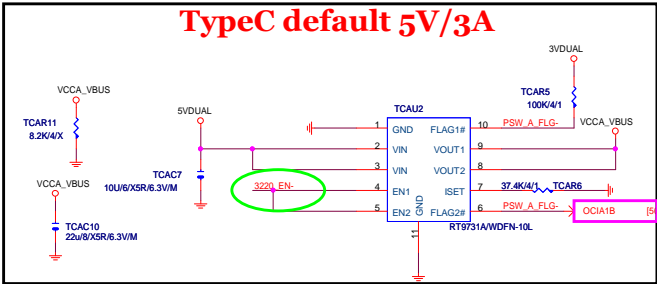 TypeC default 5V/3A
3VDUAL
VCCA_VBUS
TCAR11
8.2K/4/X
5VDUAL
TCAU2
TCAR5
100K/4/1
VCCA_VBUS
1 GND FLAG1# 10 PSW_A_FLG-
2 VIN VOUT1 9
TCAC7
10U/6/X5R/6.3V/M
3 VIN VOUT2 8
VCCA_VBUS
3220_EN- 4 EN1 ISET 7 37.4K/4/1 TCAR6
GND
5 EN2 FLAG2# 6 PSW_A_FLG- OCIA1B
TCAC10
22u/8/X5R/6.3V/M
11
RT9731A/WDFN-10L